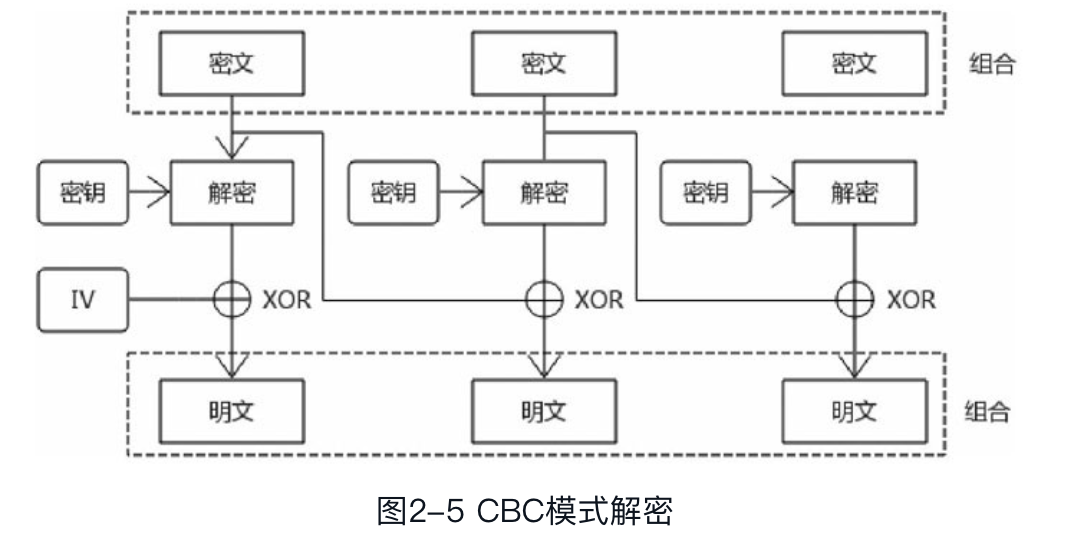 密文 密文 密文 组合
密钥 解密 密钥 解密 密钥 解密
IV XOR XOR XOR
明文 明文 明文 组合
图2-5 CBC模式解密